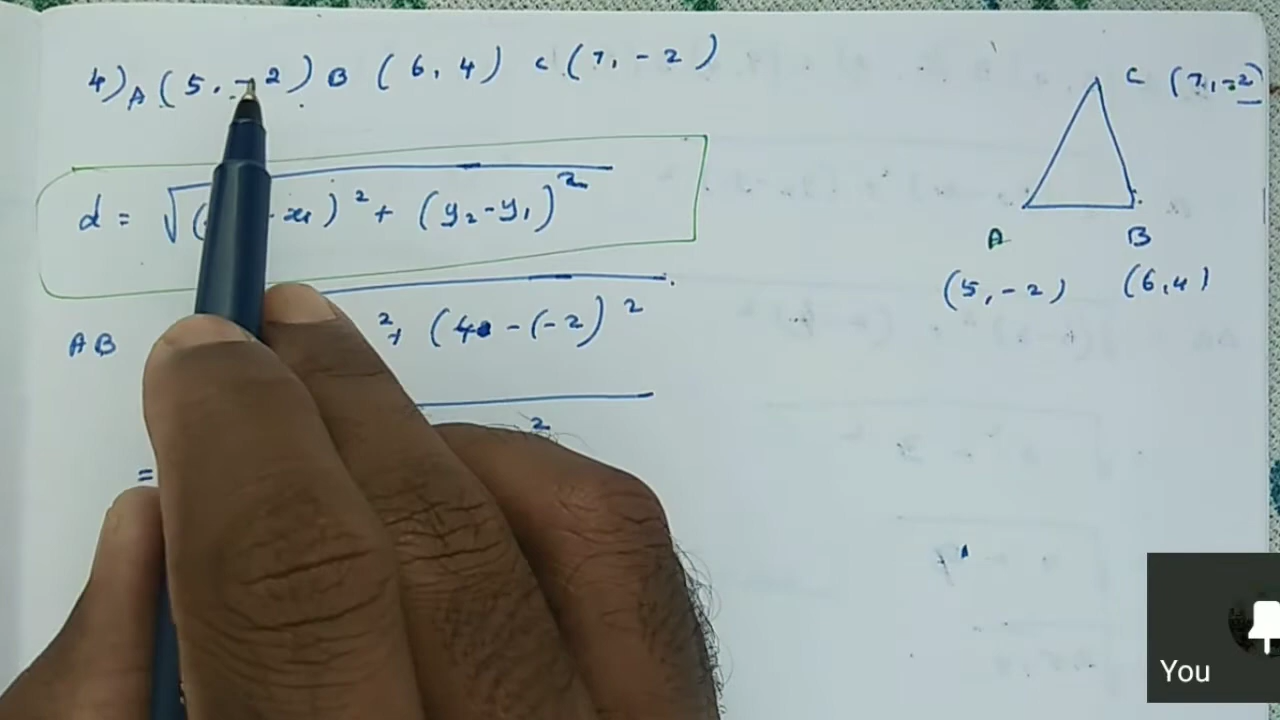 4) A (5, -2) B (6, 4) C (7, -2)
C (7, -2)
d = √( - x₁)² + (y₂-y₁)²
A B
(5, -2) (6,4)
AB ² + (4 - (-2)²
²
=
You